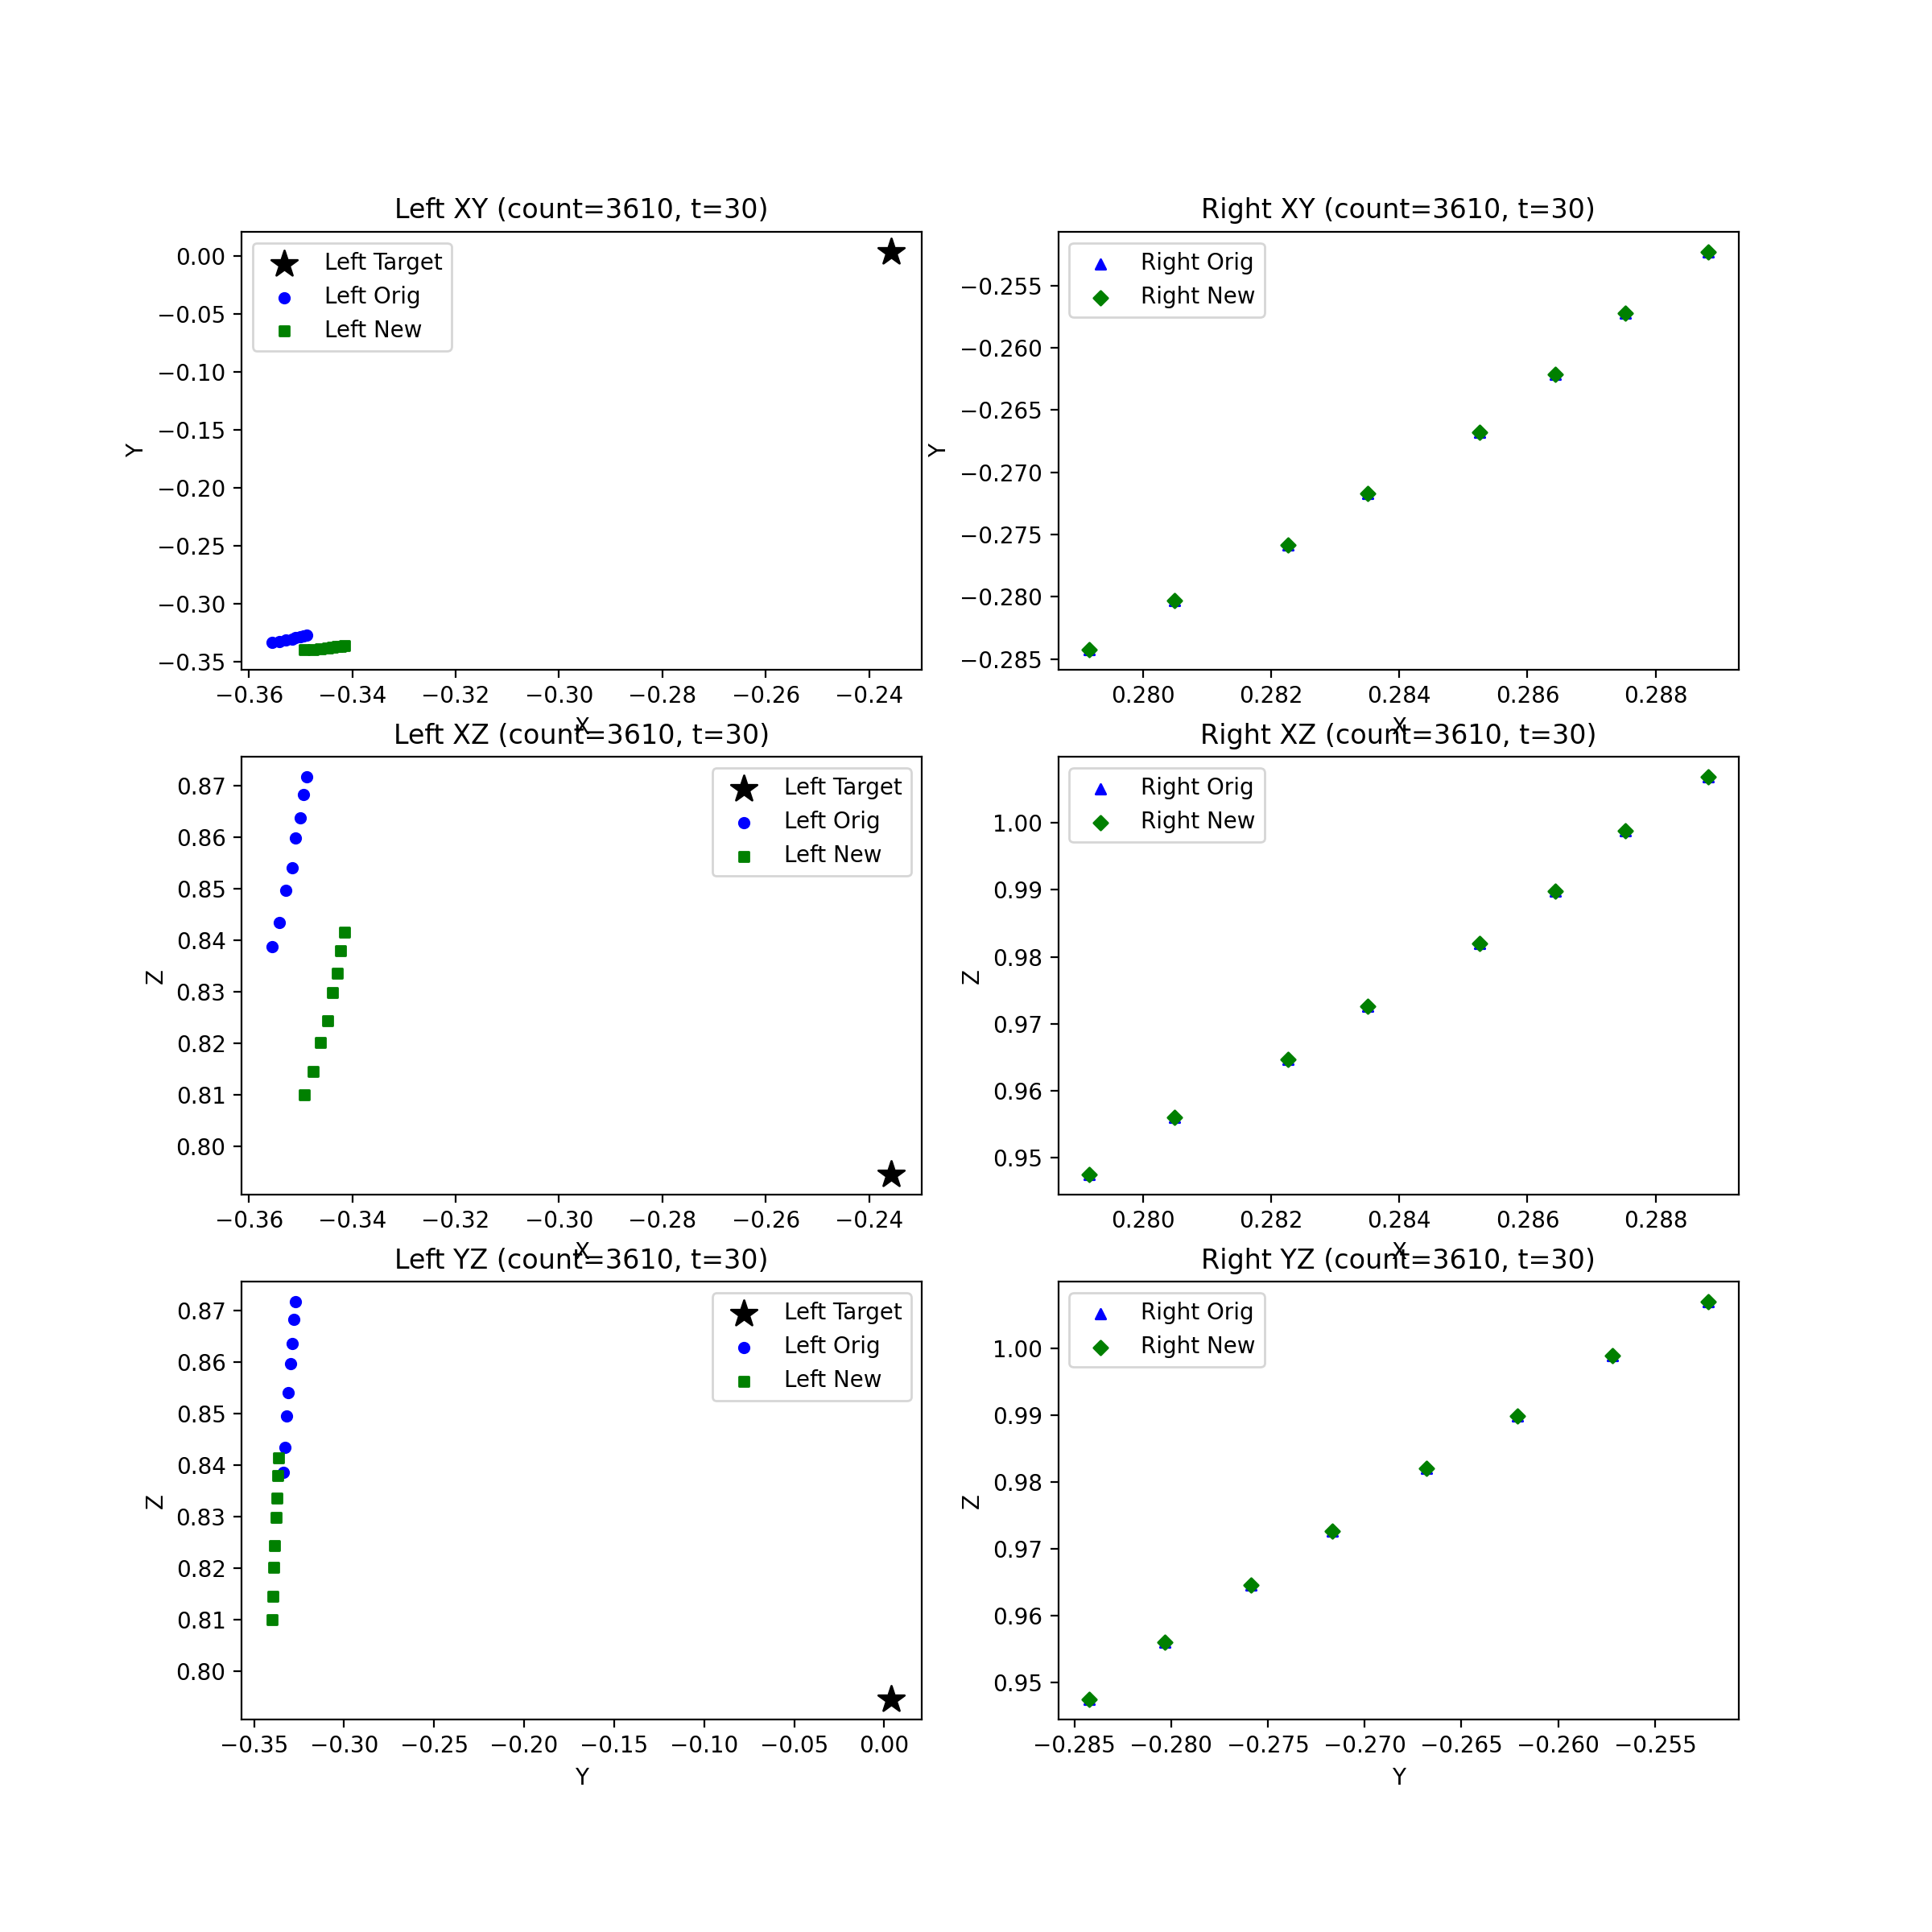 Left XY (count=3610, t=30)
Left Target
Left Orig
Left New
0.00
−0.05
−0.10
−0.15
−0.20
−0.25
−0.30
−0.35
Y
−0.36 −0.34 −0.32 −0.30 −0.28 −0.26 −0.24
X
Right XY (count=3610, t=30)
Right Orig
Right New
−0.255
−0.260
−0.265
−0.270
−0.275
−0.280
−0.285
Y
0.280 0.282 0.284 0.286 0.288
X
Left XZ (count=3610, t=30)
Left Target
Left Orig
Left New
0.87
0.86
0.85
0.84
0.83
0.82
0.81
0.80
Z
−0.36 −0.34 −0.32 −0.30 −0.28 −0.26 −0.24
X
Right XZ (count=3610, t=30)
Right Orig
Right New
1.00
0.99
0.98
0.97
0.96
0.95
Z
0.280 0.282 0.284 0.286 0.288
X
Left YZ (count=3610, t=30)
Left Target
Left Orig
Left New
0.87
0.86
0.85
0.84
0.83
0.82
0.81
0.80
Z
−0.35 −0.30 −0.25 −0.20 −0.15 −0.10 −0.05 0.00
Y
Right YZ (count=3610, t=30)
Right Orig
Right New
1.00
0.99
0.98
0.97
0.96
0.95
Z
−0.285 −0.280 −0.275 −0.270 −0.265 −0.260 −0.255
Y